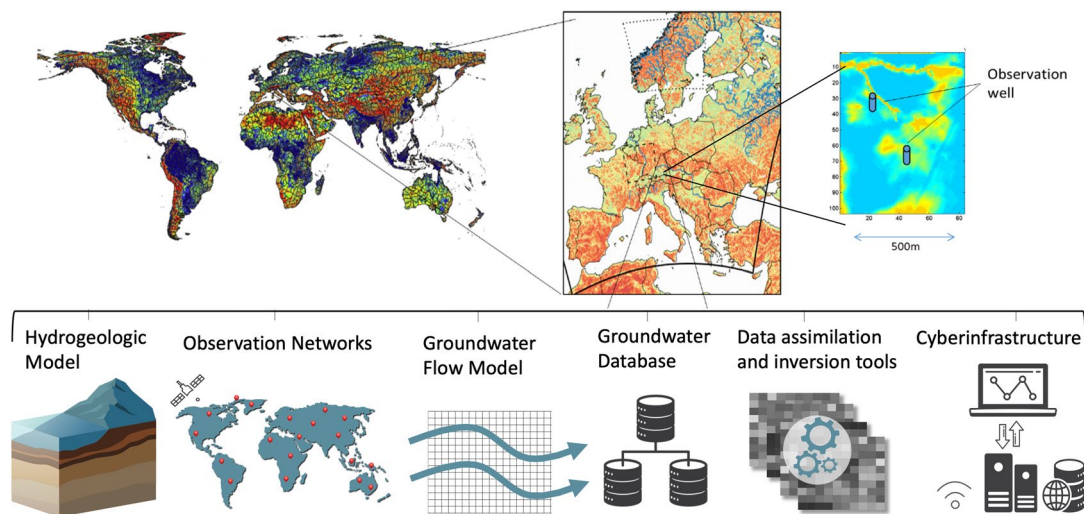 Observation
well
10
20
30
40
50
60
70
80
90
100
20
40
60
80
500m
Hydrogeologic
Model
Observation Networks
Groundwater
Flow Model
Groundwater
Database
Data assimilation
and inversion tools
Cyberinfrastructure